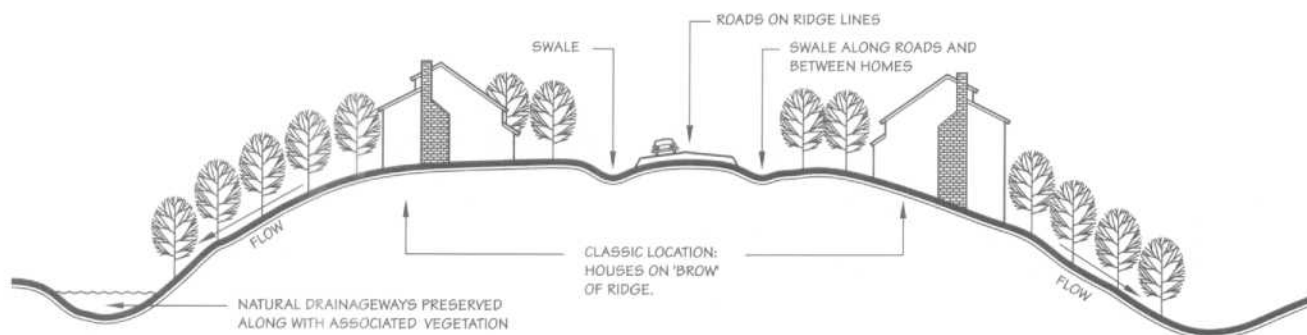 ROADS ON RIDGE LINES
SWALE
SWALE ALONG ROADS AND
BETWEEN HOMES
FLOW
CLASSIC LOCATION:
HOUSES ON 'BROW'
OF RIDGE.
FLOW
NATURAL DRAINAGEWAYS PRESERVED
ALONG WITH ASSOCIATED VEGETATION